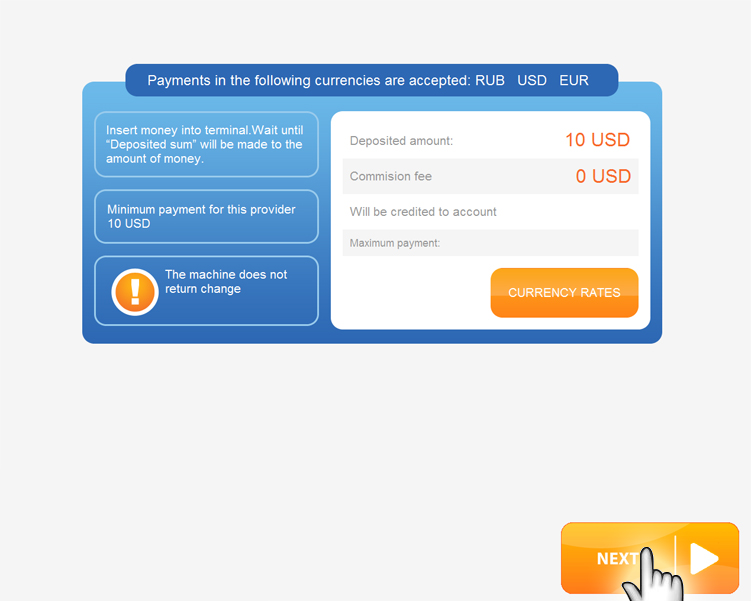 Payments in the following currencies are accepted: RUB USD EUR
Insert money into terminal.Wait until
“Deposited sum” will be made to the
amount of money.
Minimum payment for this provider
10 USD
The machine does not
return change
Deposited amount: 10 USD
Commision fee 0 USD
Will be credited to account
Maximum payment:
CURRENCY RATES
NEXT